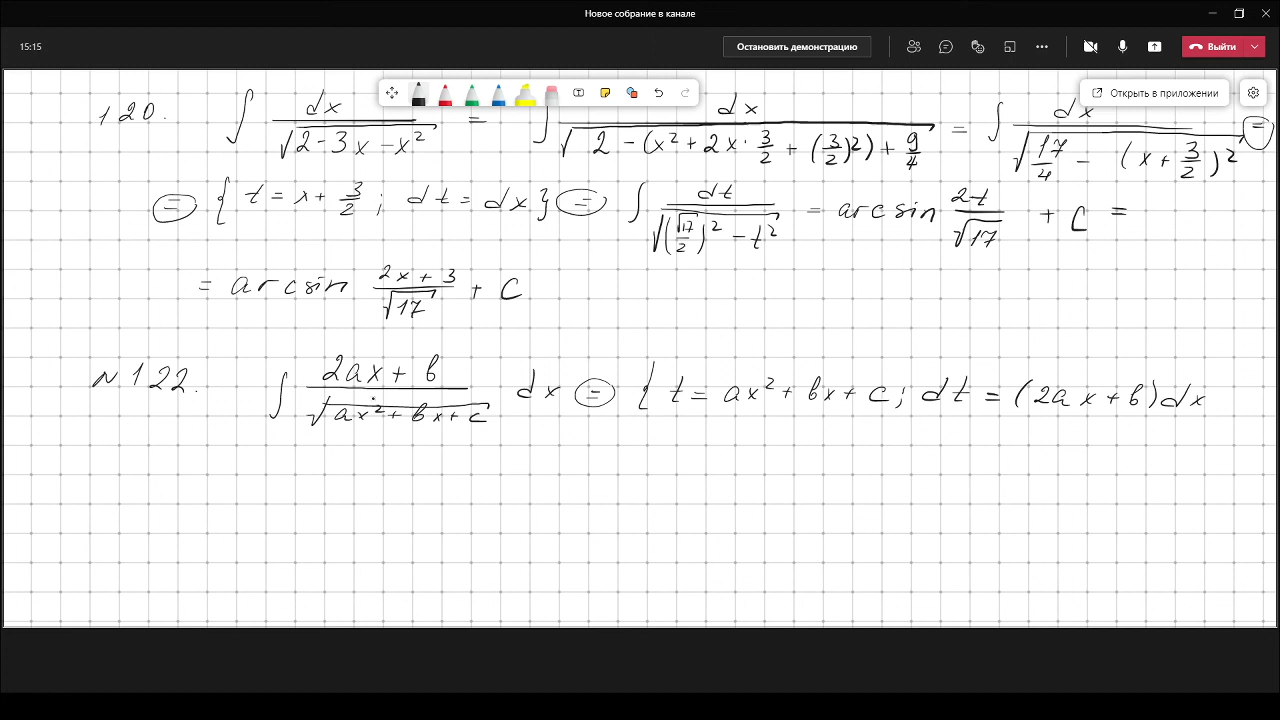 Новое собрание в канале
15:15
Остановить демонстрацию
Выйти
Открыть в приложении
120. ∫ dx / √(2 - 3x - x²) = ∫ dx / √(2 - (x² + 2x · 3/2 + (3/2)²) + 9/4) = ∫ dx / √(17/4 - (x + 3/2)²) =
= { t = x + 3/2 ; dt = dx } = ∫ dt / √((√17/2)² - t²) = arcsin 2t/√17 + C =
= arcsin (2x + 3)/√17 + C
N 122. ∫ (2ax + b) / √(ax² + bx + c) dx = { t = ax² + bx + c ; dt = (2ax + b)dx